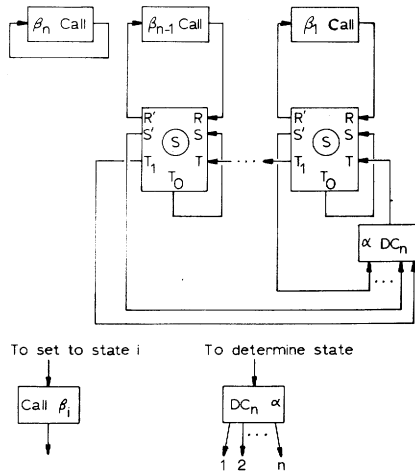 βn Call
βn-1 Call
β1 Call
R' R
S' S
S
T1 T
T0
R' R
S' S
S
T1 T
T0
...
α DCn
...
To set to state i
To determine state
Call βi
DCn α
...
1 2 n